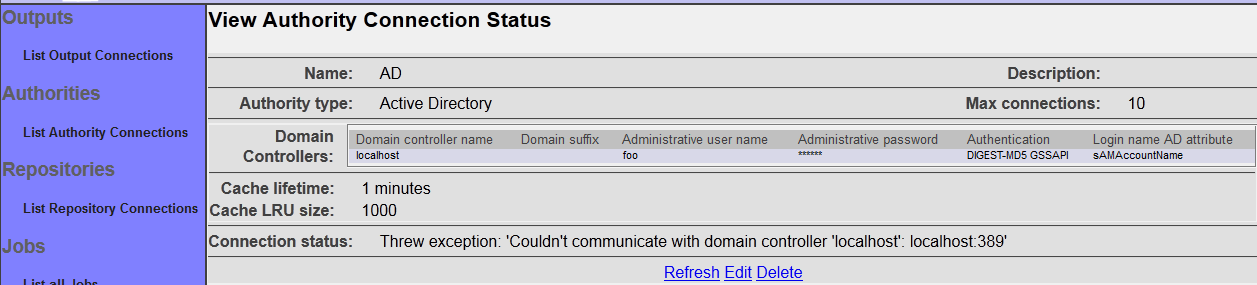 Outputs
List Output Connections
Authorities
List Authority Connections
Repositories
List Repository Connections
Jobs
List all Jobs
View Authority Connection Status
Name: AD Description:
Authority type: Active Directory Max connections: 10
Domain Controllers:
Domain controller name Domain suffix Administrative user name Administrative password Authentication Login name AD attribute
localhost foo ****** DIGEST-MD5 GSSAPI sAMAccountName
Cache lifetime: 1 minutes
Cache LRU size: 1000
Connection status: Threw exception: 'Couldn't communicate with domain controller 'localhost': localhost:389'
Refresh Edit Delete